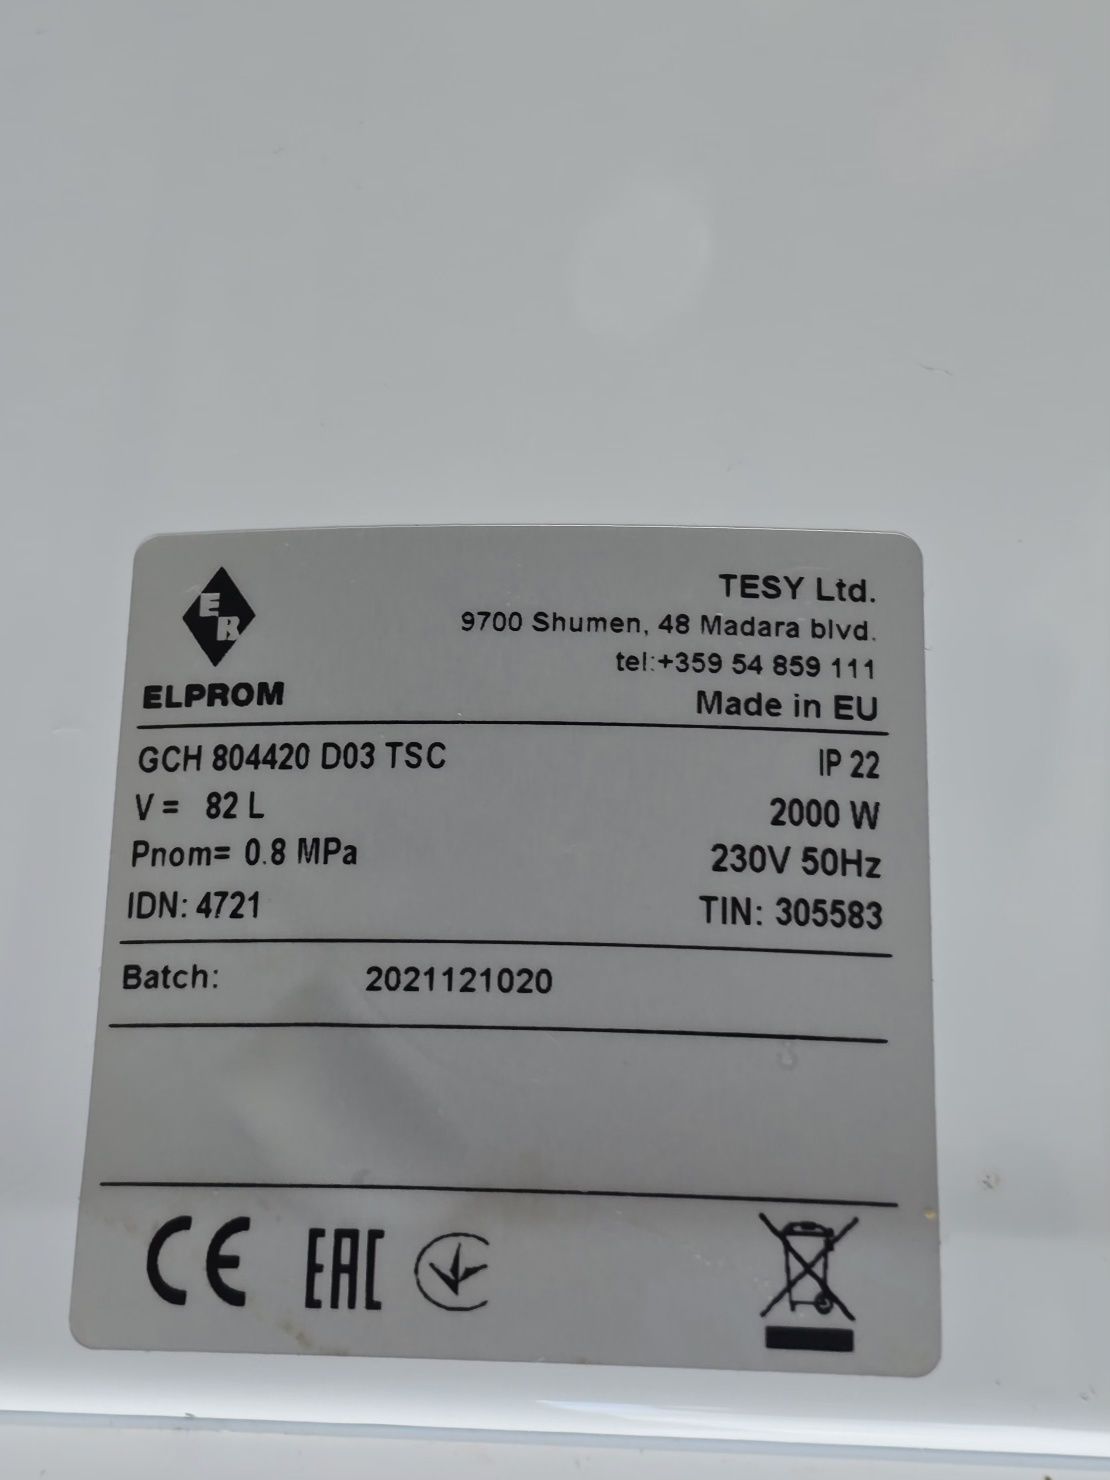 ER
ELPROM
TESY Ltd.
9700 Shumen, 48 Madara blvd.
tel:+359 54 859 111
Made in EU
GCH 804420 D03 TSC
IP 22
V = 82 L
2000 W
Pnom= 0.8 MPa
230V 50Hz
IDN: 4721
TIN: 305583
Batch: 2021121020
CE EAC